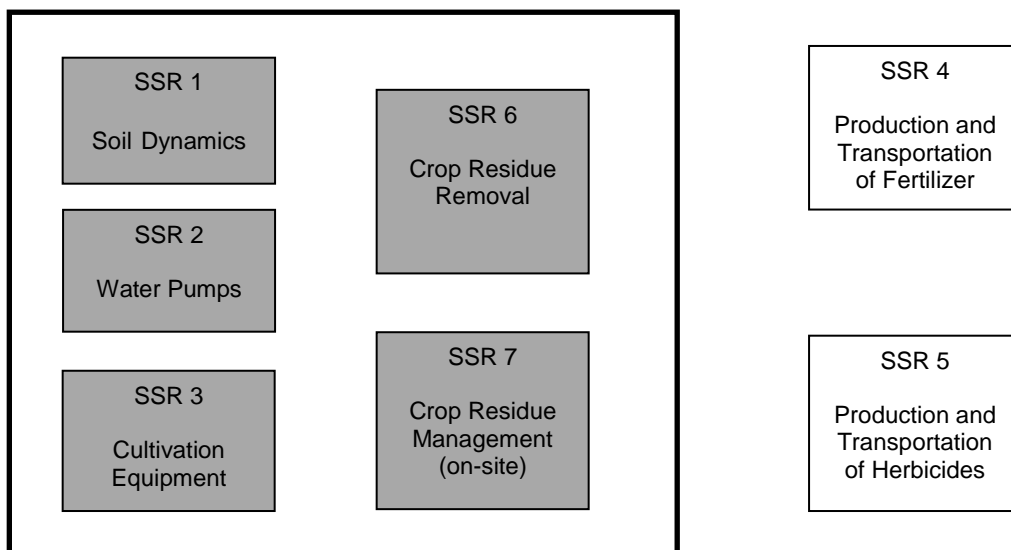 SSR 1
Soil Dynamics
SSR 2
Water Pumps
SSR 3
Cultivation
Equipment
SSR 6
Crop Residue
Removal
SSR 7
Crop Residue
Management
(on-site)
SSR 4
Production and
Transportation
of Fertilizer
SSR 5
Production and
Transportation
of Herbicides